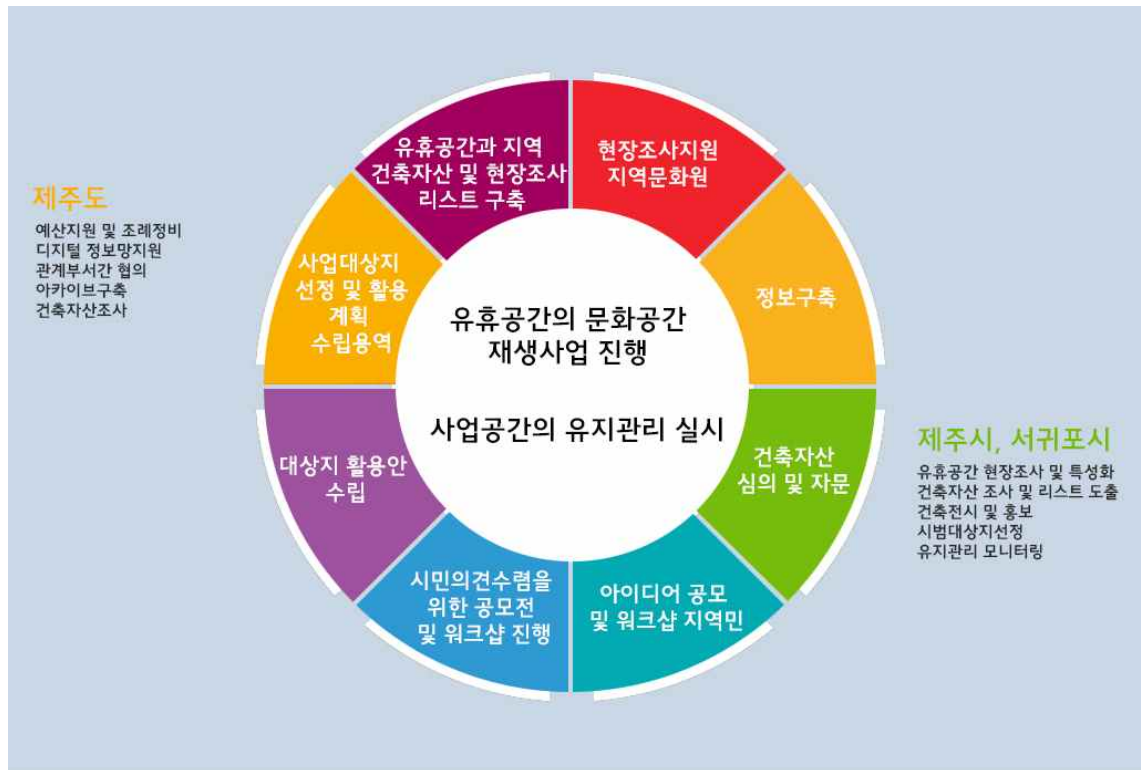 유휴공간과 지역
건축자산 및 현장조사
리스트 구축
현장조사지원
지역문화원
정보구축
건축자산
심의 및 자문
아이디어 공모
및 워크샵 지역민
시민의견수렴을
위한 공모전
및 워크샵 진행
대상지 활용안
수립
사업대상지
선정 및 활용
계획
수립용역
유휴공간의 문화공간
재생사업 진행
사업공간의 유지관리 실시
제주도
예산지원 및 조례정비
디지털 정보망지원
관계부서간 협의
아카이브구축
건축자산조사
제주시, 서귀포시
유휴공간 현장조사 및 특성화
건축자산 조사 및 리스트 도출
건축전시 및 홍보
시범대상지선정
유지관리 모니터링